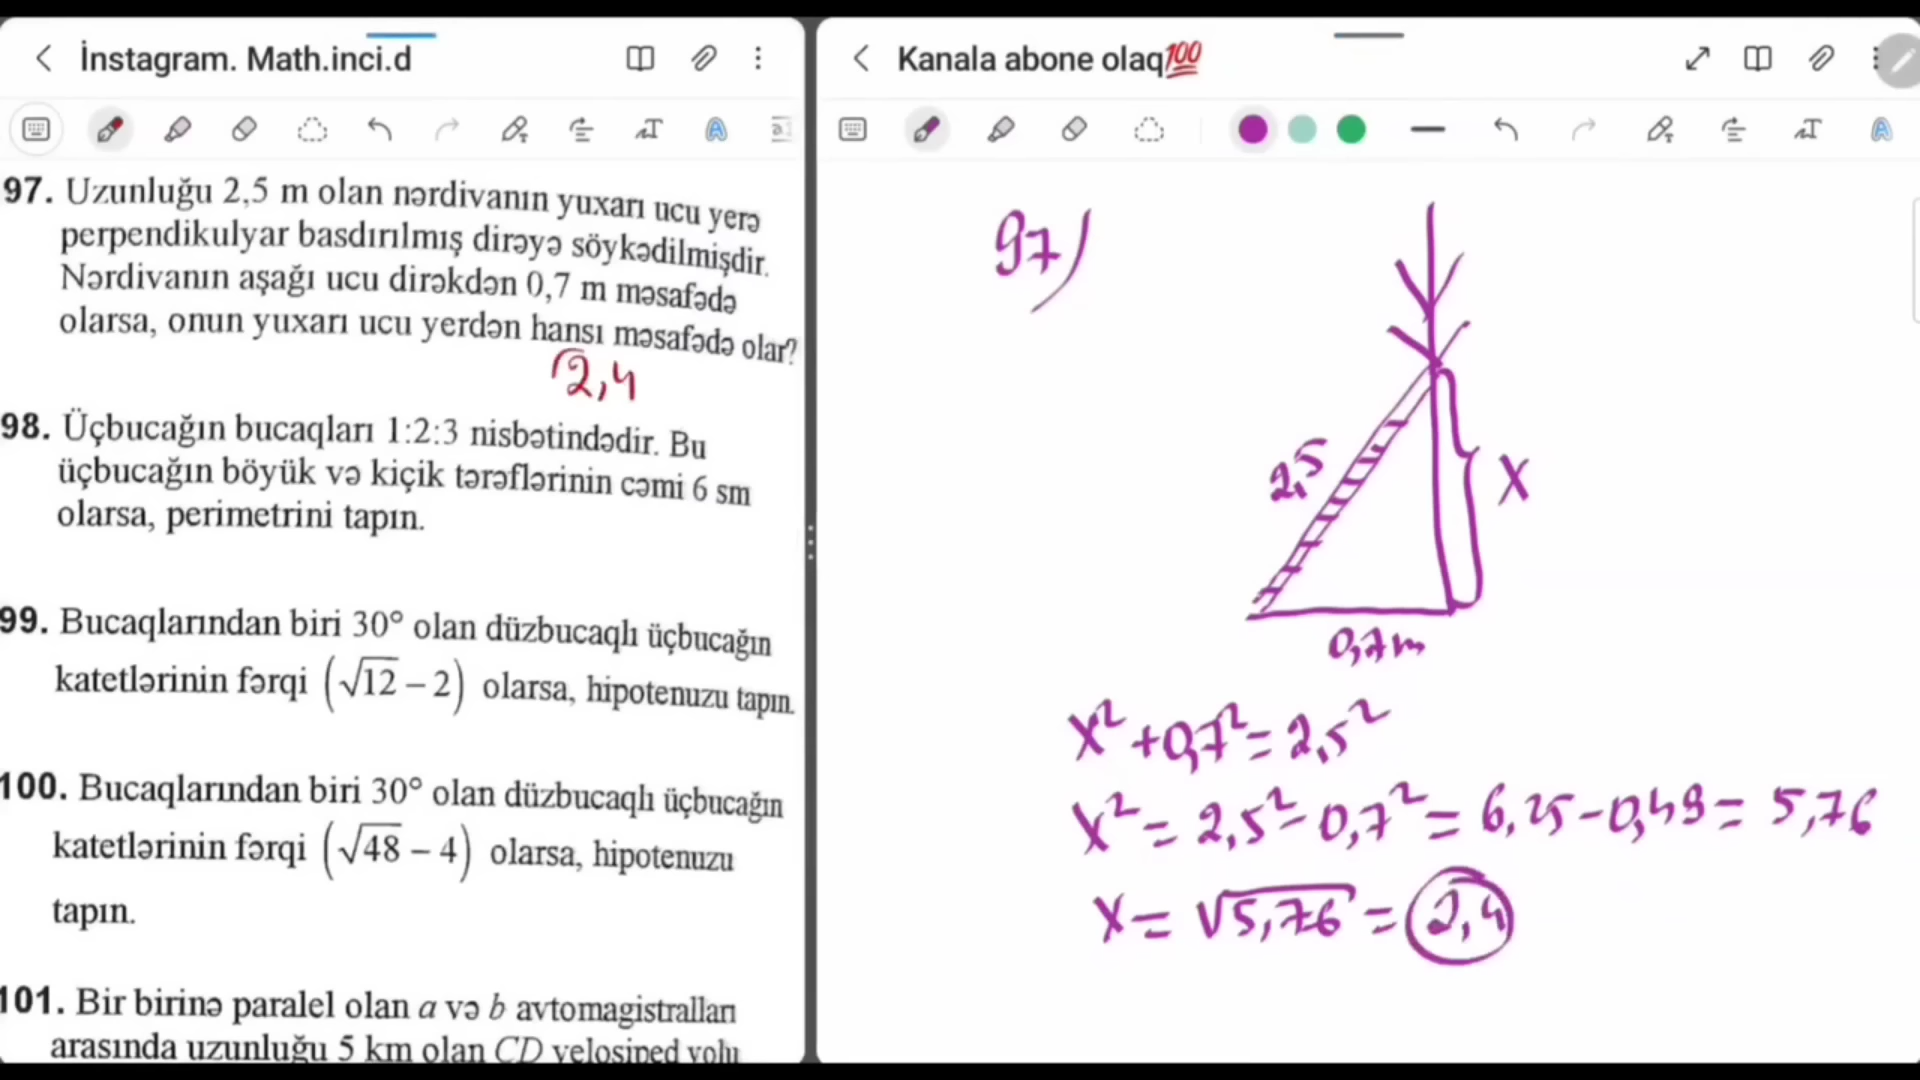 İnstagram. Math.inci.d
97. Uzunluğu 2,5 m olan nərdivanın yuxarı ucu yerə
perpendikulyar basdırılmış dirəyə söykədilmişdir.
Nərdivanın aşağı ucu dirəkdən 0,7 m məsafədə
olarsa, onun yuxarı ucu yerdən hansı məsafədə olar?
2,4
98. Üçbucağın bucaqları 1:2:3 nisbətindədir. Bu
üçbucağın böyük və kiçik tərəflərinin cəmi 6 sm
olarsa, perimetrini tapın.
99. Bucaqlarından biri 30° olan düzbucaqlı üçbucağın
katetlərinin fərqi (√12 – 2) olarsa, hipotenuzu tapın.
100. Bucaqlarından biri 30° olan düzbucaqlı üçbucağın
katetlərinin fərqi (√48 – 4) olarsa, hipotenuzu
tapın.
101. Bir birinə paralel olan a və b avtomagistralları
arasında uzunluğu 5 km olan CD velosiped yolu
Kanala abone olaq💯
97)
2,5
X
0,7m
X² + 0,7² = 2,5²
X² = 2,5² – 0,7² = 6,25 – 0,49 = 5,76
X = √5,76 = 2,4